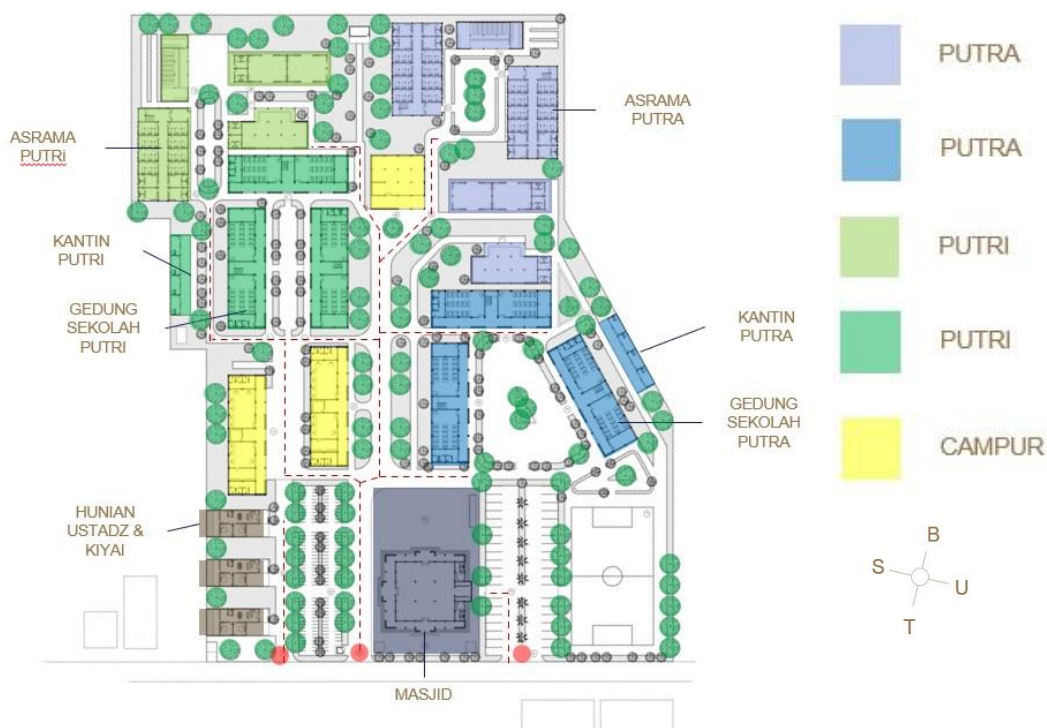 ASRAMA
PUTRi
KANTIN
PUTRI
GEDUNG
SEKOLAH
PUTRI
HUNIAN
USTADZ &
KIYAI
MASJID
ASRAMA
PUTRA
KANTIN
PUTRA
GEDUNG
SEKOLAH
PUTRA
PUTRA
PUTRA
PUTRI
PUTRI
CAMPUR
B
S
U
T